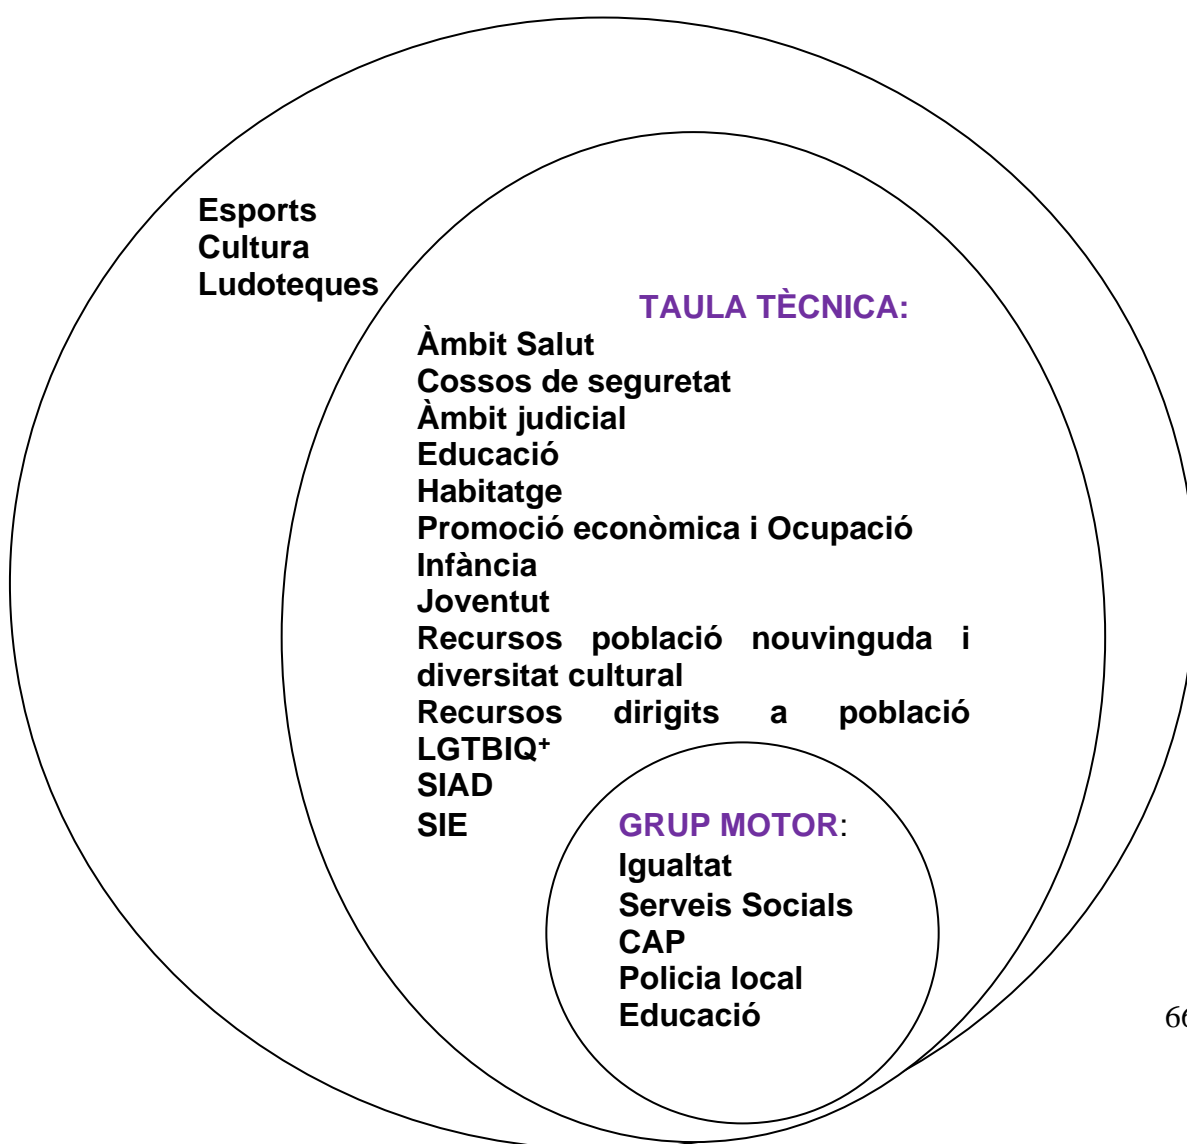 Esports
Cultura
Ludoteques
TAULA TÈCNICA:
Àmbit Salut
Cossos de seguretat
Àmbit judicial
Educació
Habitatge
Promoció econòmica i Ocupació
Infància
Joventut
Recursos població nouvinguda i
diversitat cultural
Recursos dirigits a població
LGTBIQ⁺
SIAD
SIE
GRUP MOTOR:
Igualtat
Serveis Socials
CAP
Policia local
Educació